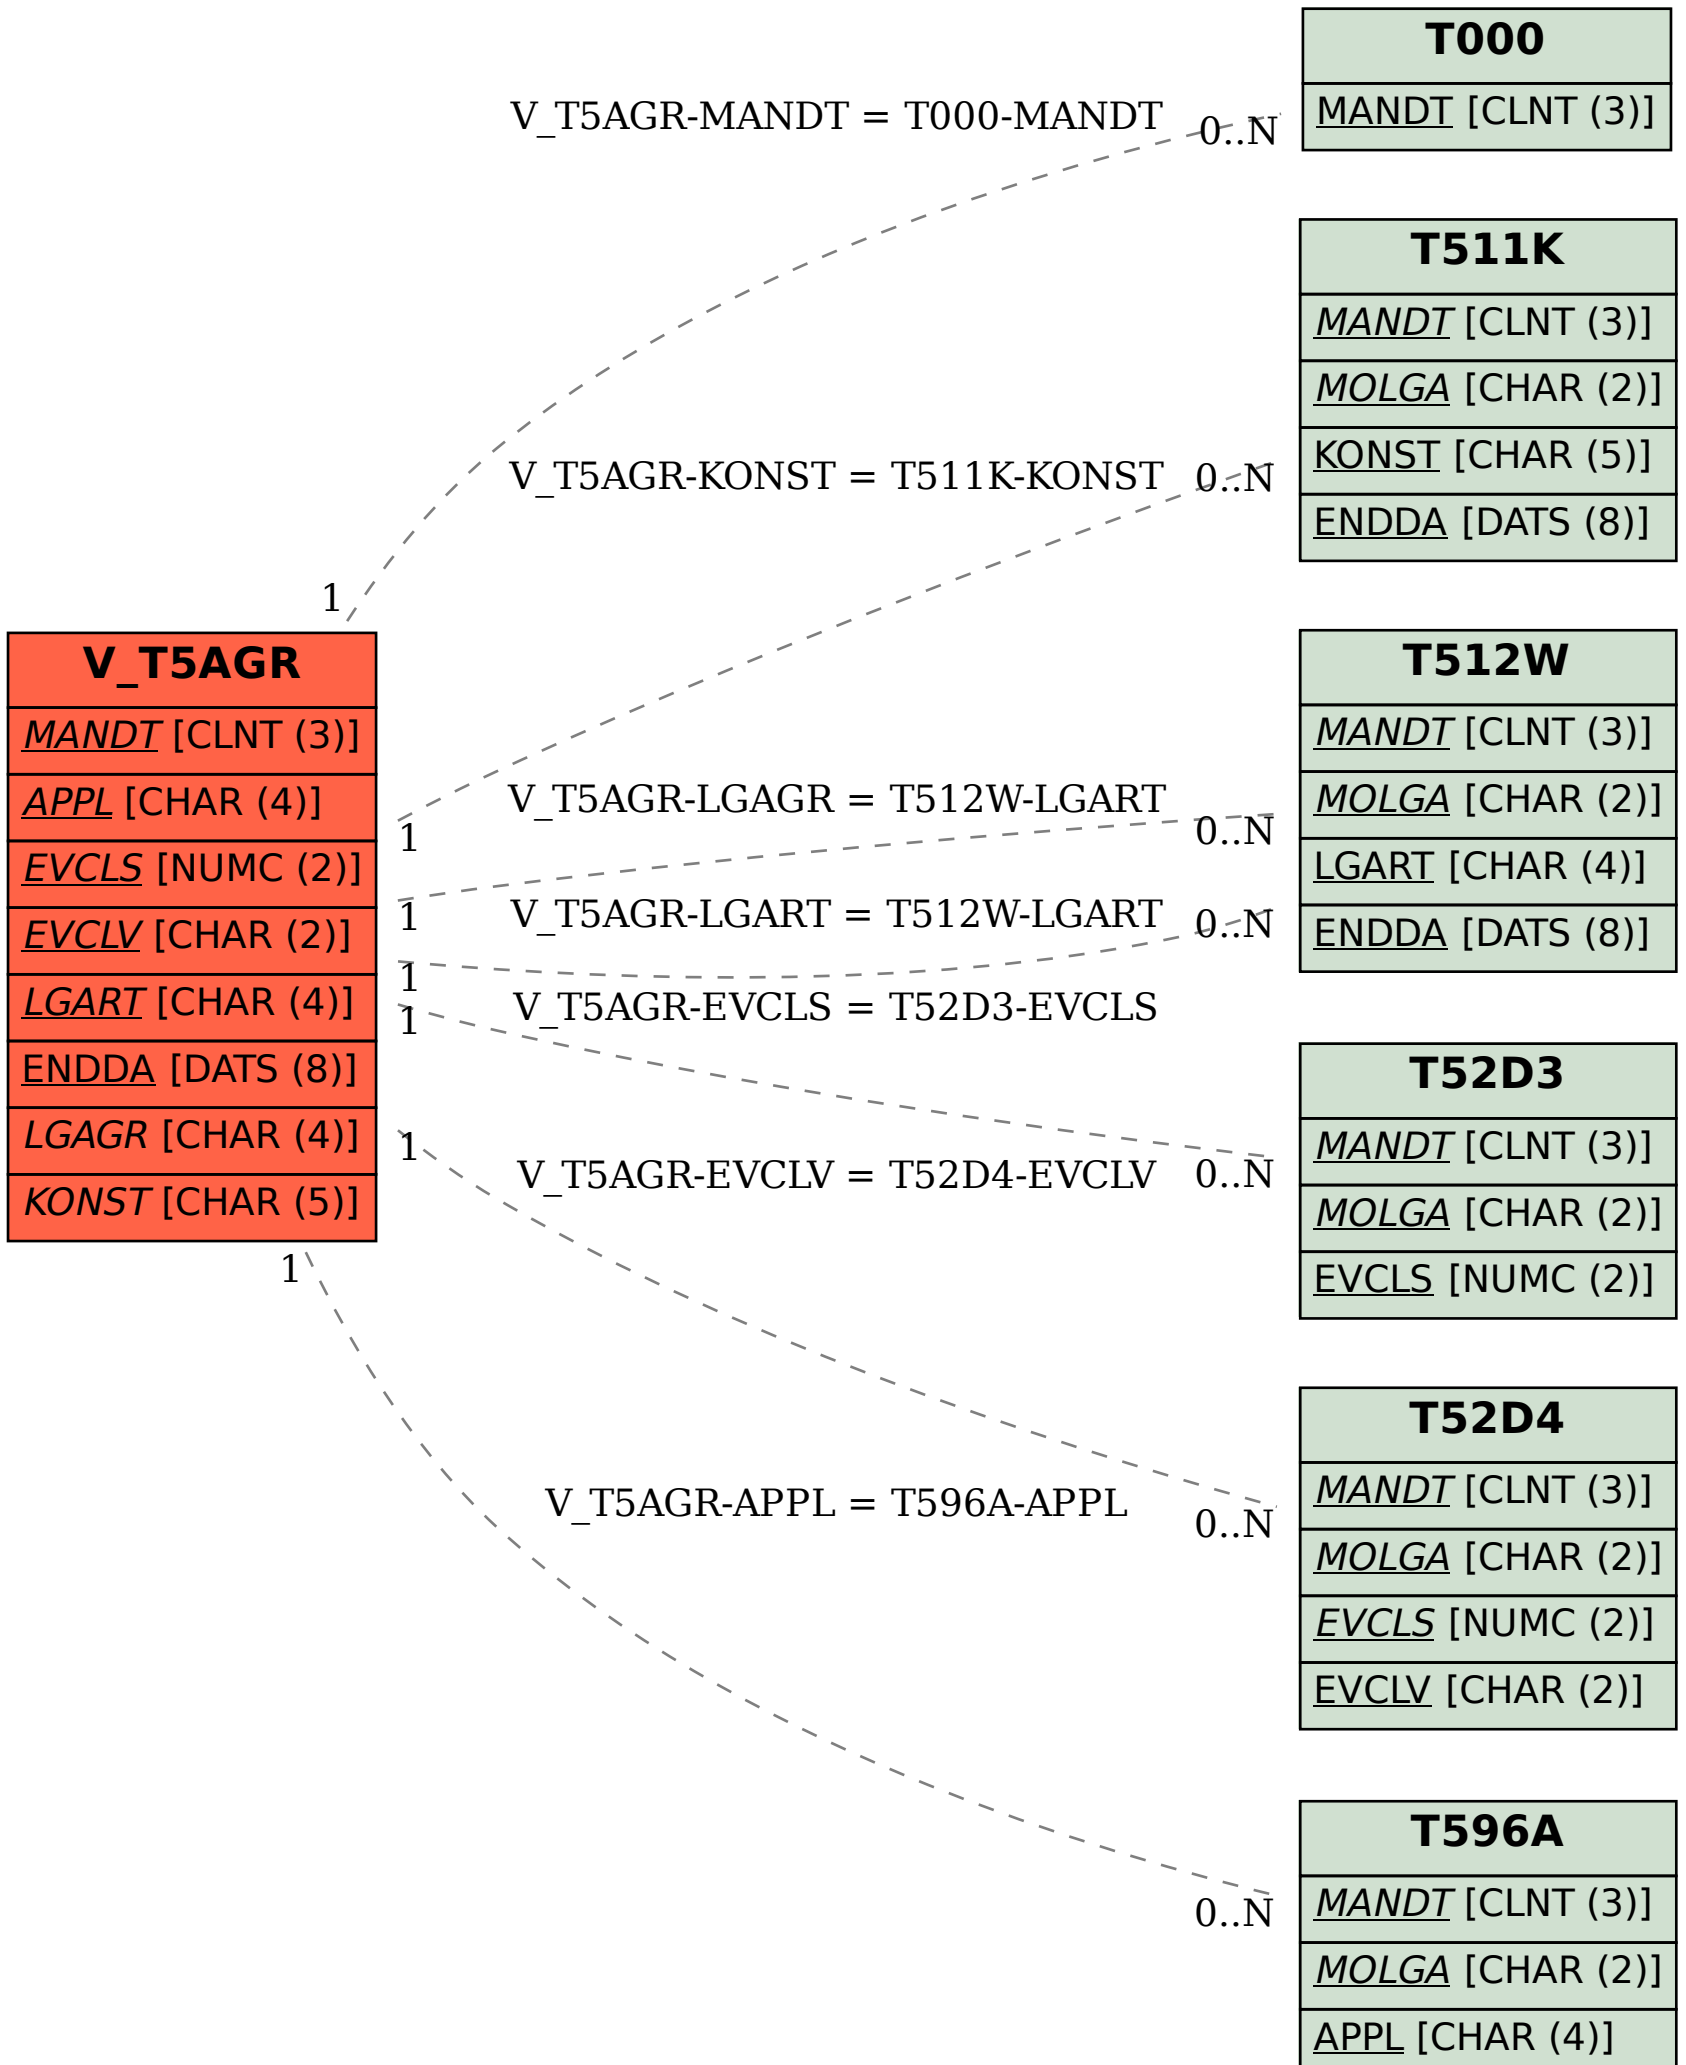 V_T5AGR
MANDT [CLNT (3)]
APPL [CHAR (4)]
EVCLS [NUMC (2)]
EVCLV [CHAR (2)]
LGART [CHAR (4)]
ENDDA [DATS (8)]
LGAGR [CHAR (4)]
KONST [CHAR (5)]
V_T5AGR-MANDT = T000-MANDT
0..N
1
V_T5AGR-KONST = T511K-KONST
0..N
1
V_T5AGR-LGAGR = T512W-LGART
0..N
1
V_T5AGR-LGART = T512W-LGART
0..N
1
V_T5AGR-EVCLS = T52D3-EVCLS
0..N
1
V_T5AGR-EVCLV = T52D4-EVCLV
0..N
1
V_T5AGR-APPL = T596A-APPL
0..N
1
T000
MANDT [CLNT (3)]
T511K
MANDT [CLNT (3)]
MOLGA [CHAR (2)]
KONST [CHAR (5)]
ENDDA [DATS (8)]
T512W
MANDT [CLNT (3)]
MOLGA [CHAR (2)]
LGART [CHAR (4)]
ENDDA [DATS (8)]
T52D3
MANDT [CLNT (3)]
MOLGA [CHAR (2)]
EVCLS [NUMC (2)]
T52D4
MANDT [CLNT (3)]
MOLGA [CHAR (2)]
EVCLS [NUMC (2)]
EVCLV [CHAR (2)]
T596A
MANDT [CLNT (3)]
MOLGA [CHAR (2)]
APPL [CHAR (4)]